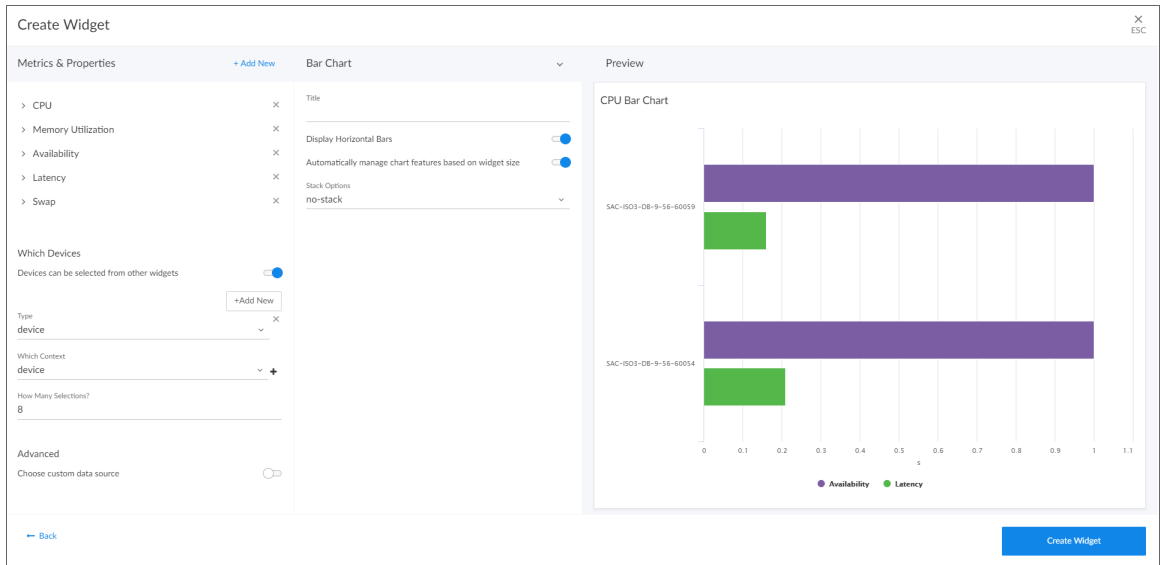 Create Widget
×
ESC
Metrics & Properties
+ Add New
Bar Chart
Preview
CPU
Memory Utilization
Availability
Latency
Swap
Which Devices
Devices can be selected from other widgets
+Add New
Type
device
Which Context
device
How Many Selections?
8
Advanced
Choose custom data source
Title
Display Horizontal Bars
Automatically manage chart features based on widget size
Stack Options
no-stack
CPU Bar Chart
SAC-ISO3-DB-9-56-60059
SAC-ISO3-DB-9-56-60054
0 0.1 0.2 0.3 0.4 0.5 0.6 0.7 0.8 0.9 1 1.1
s
Availability Latency
← Back
Create Widget